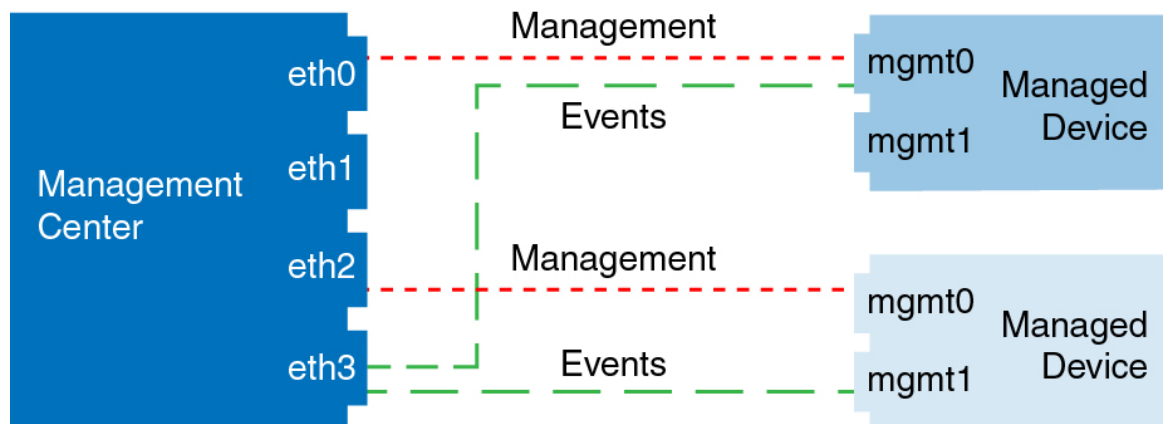 Management
eth0
mgmt0
Managed
Device
Events
mgmt1
eth1
Management
Center
eth2
Management
mgmt0
Managed
Device
eth3
Events
mgmt1